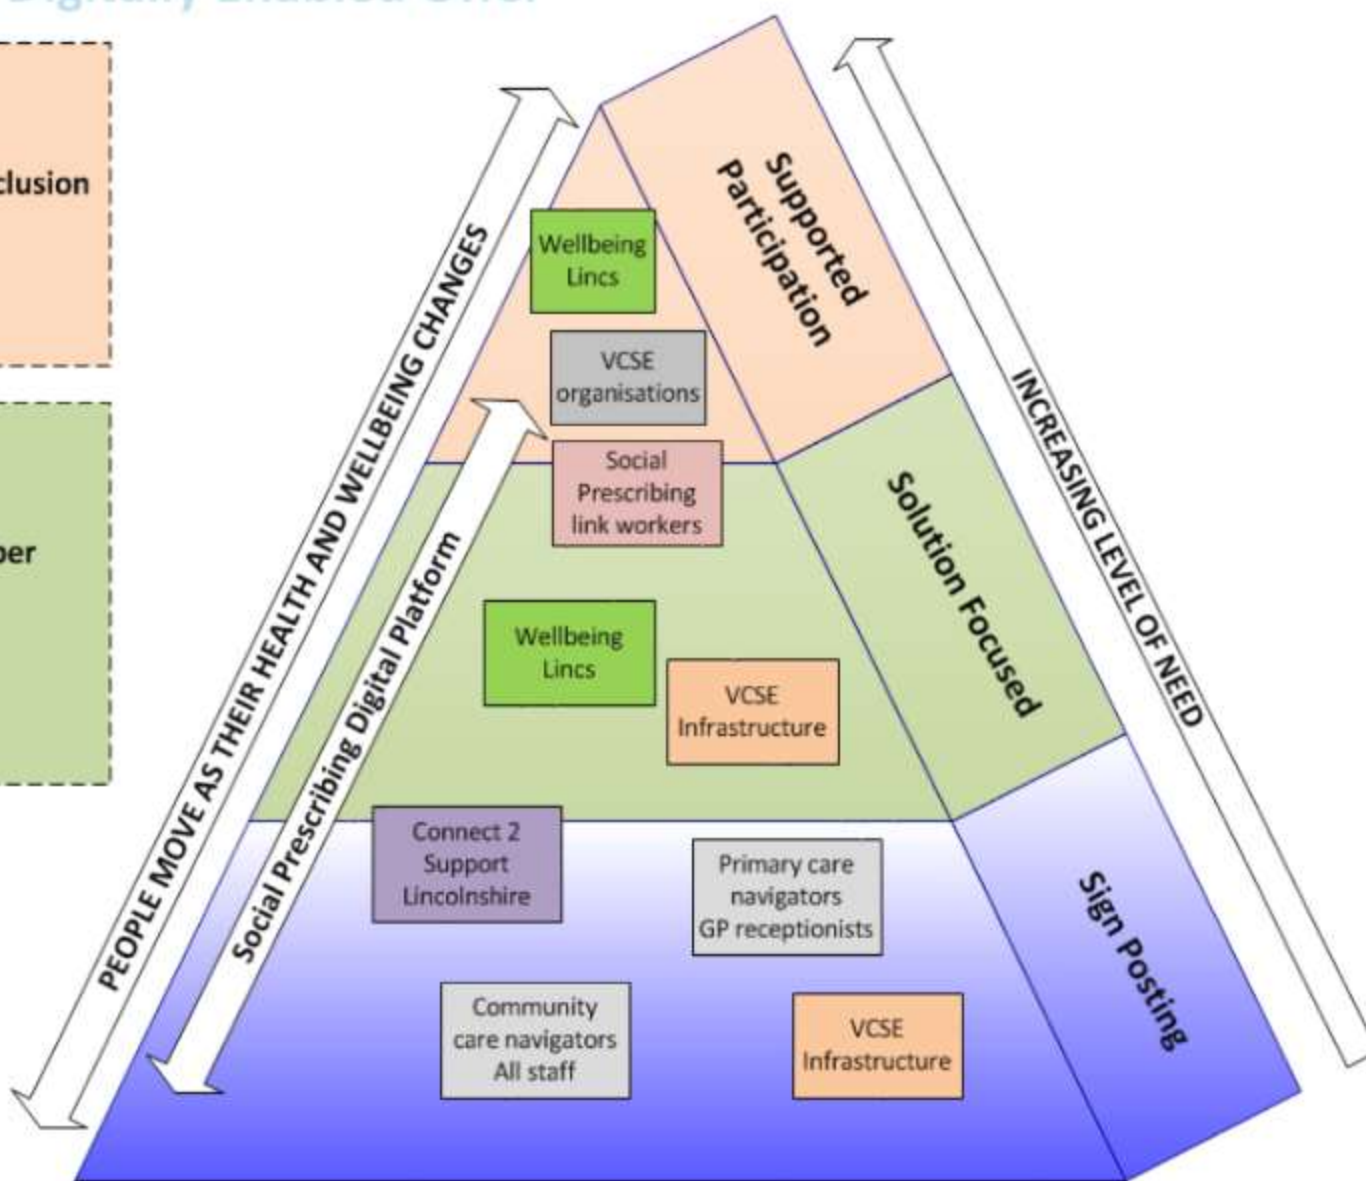 clusion
Supported
Participation
Wellbeing
Lincs
VCSE
organisations
PEOPLE MOVE AS THEIR HEALTH AND WELLBEING CHANGES
INCREASING LEVEL OF NEED
Social
Prescribing
link workers
Social Prescribing Digital Platform
Solution Focused
Wellbeing
Lincs
VCSE
Infrastructure
Connect 2
Support
Lincolnshire
Primary care
navigators
GP receptionists
Sign Posting
Community
care navigators
All staff
VCSE
Infrastructure